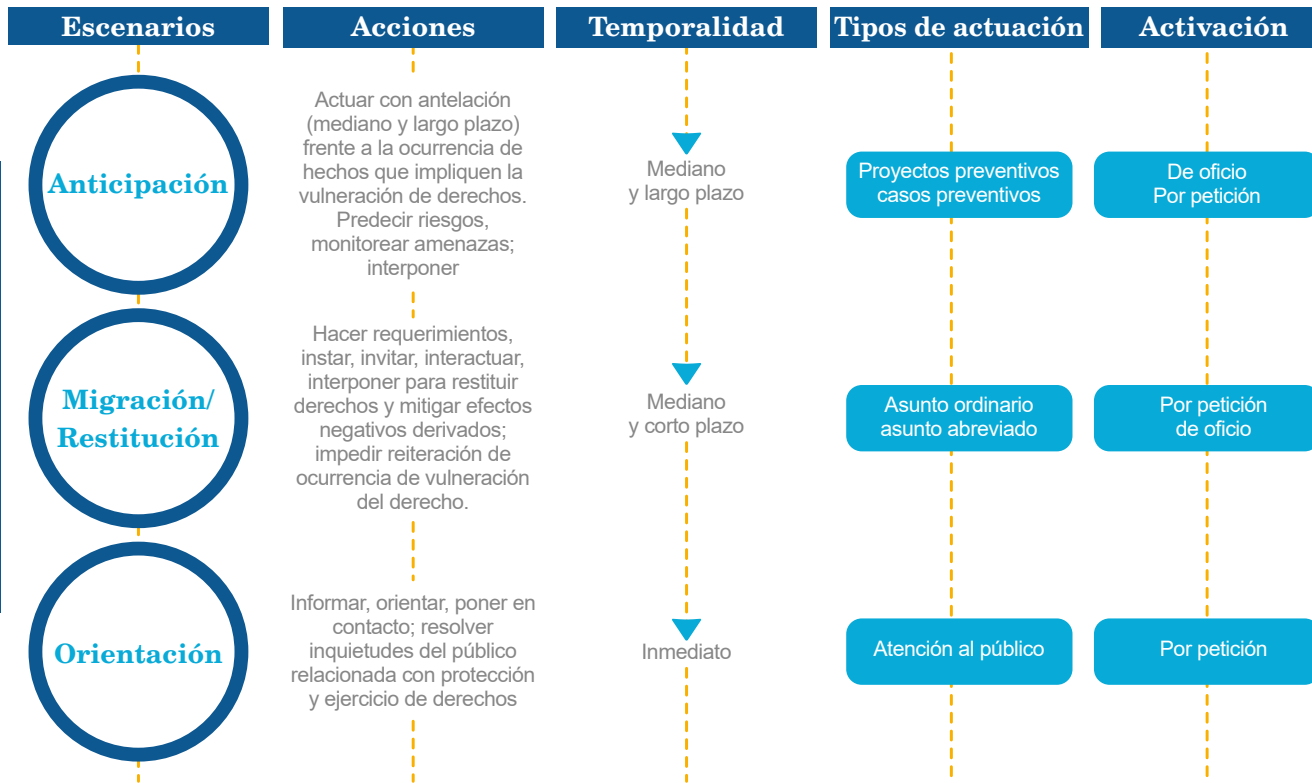 Escenarios
Acciones
Temporalidad
Tipos de actuación
Activación
Anticipación
Actuar con antelación
(mediano y largo plazo)
frente a la ocurrencia de
hechos que impliquen la
vulneración de derechos.
Predecir riesgos,
monitorear amenazas;
interponer
Mediano
y largo plazo
Proyectos preventivos
casos preventivos
De oficio
Por petición
Migración/
Restitución
Hacer requerimientos,
instar, invitar, interactuar,
interponer para restituir
derechos y mitigar efectos
negativos derivados;
impedir reiteración de
ocurrencia de vulneración
del derecho.
Mediano
y corto plazo
Asunto ordinario
asunto abreviado
Por petición
de oficio
Orientación
Informar, orientar, poner en
contacto; resolver
inquietudes del público
relacionada con protección
y ejercicio de derechos
Inmediato
Atención al público
Por petición